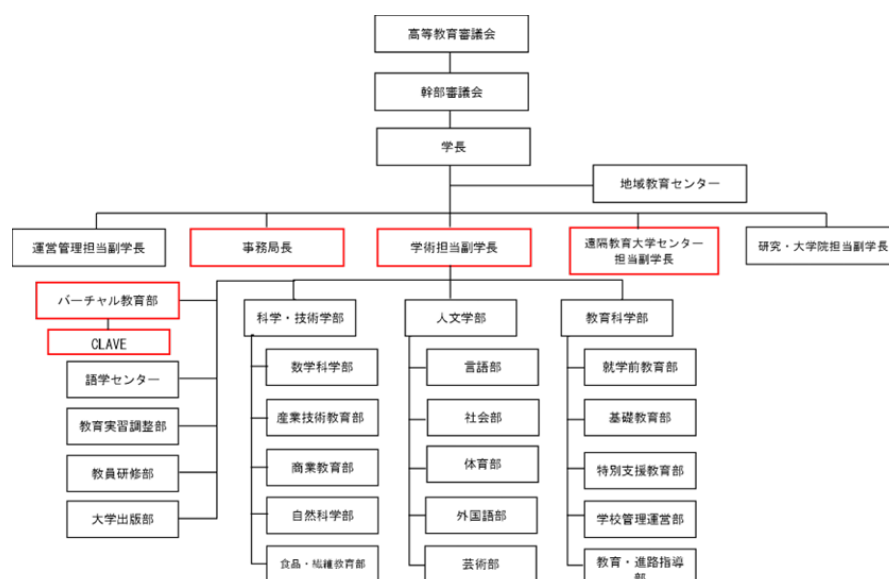 高等教育審議会
幹部審議会
学長
地域教育センター
運営管理担当副学長
事務局長
学術担当副学長
遠隔教育大学センター
担当副学長
研究・大学院担当副学長
バーチャル教育部
CLAVE
語学センター
教育実習調整部
教員研修部
大学出版部
科学・技術学部
数学科学部
産業技術教育部
商業教育部
自然科学部
食品・繊維教育部
人文学部
言語部
社会部
体育部
外国語部
芸術部
教育科学部
就学前教育部
基礎教育部
特別支援教育部
学校管理運営部
教育・進路指導
部